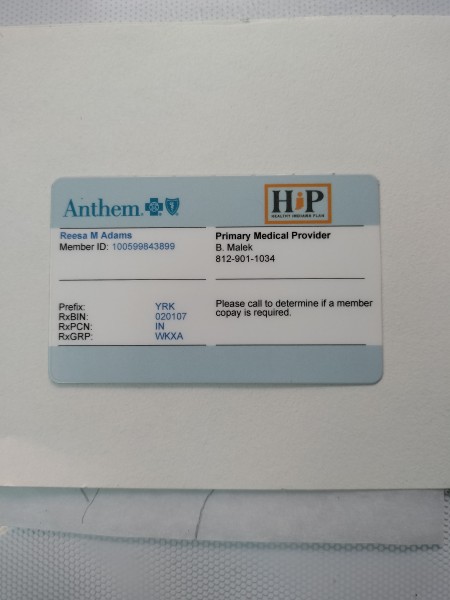 Anthem
HiP
HEALTHY INDIANA PLAN
Reesa M Adams
Member ID: 100599843899
Primary Medical Provider
B. Malek
812-901-1034
Prefix: YRK
RxBIN: 020107
RxPCN: IN
RxGRP: WKXA
Please call to determine if a member
copay is required.